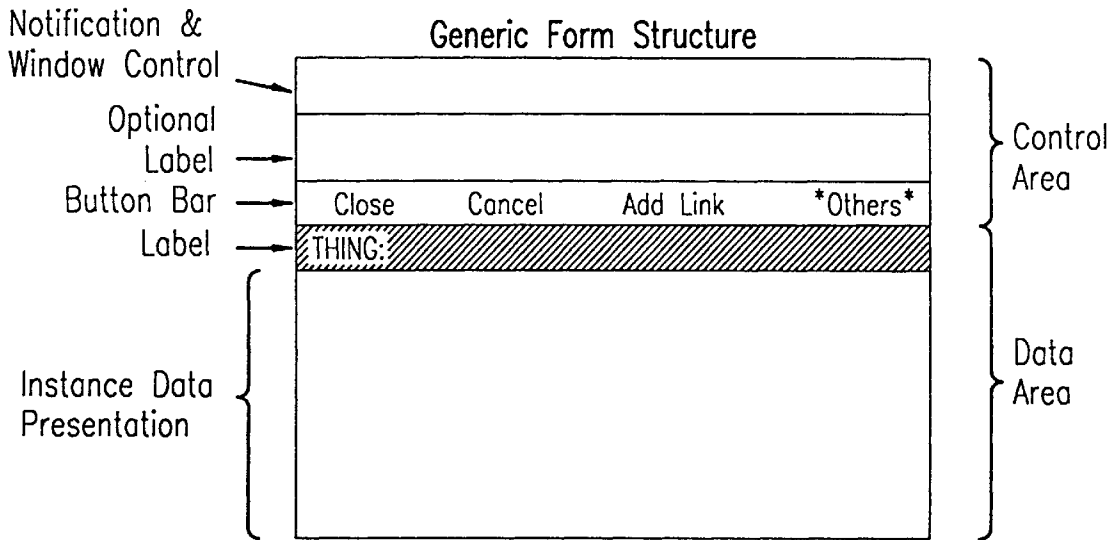 Generic Form Structure
Notification &
Window Control
Optional
Label
Button Bar
Label
Instance Data
Presentation
Close Cancel Add Link *Others*
THING:
Control
Area
Data
Area